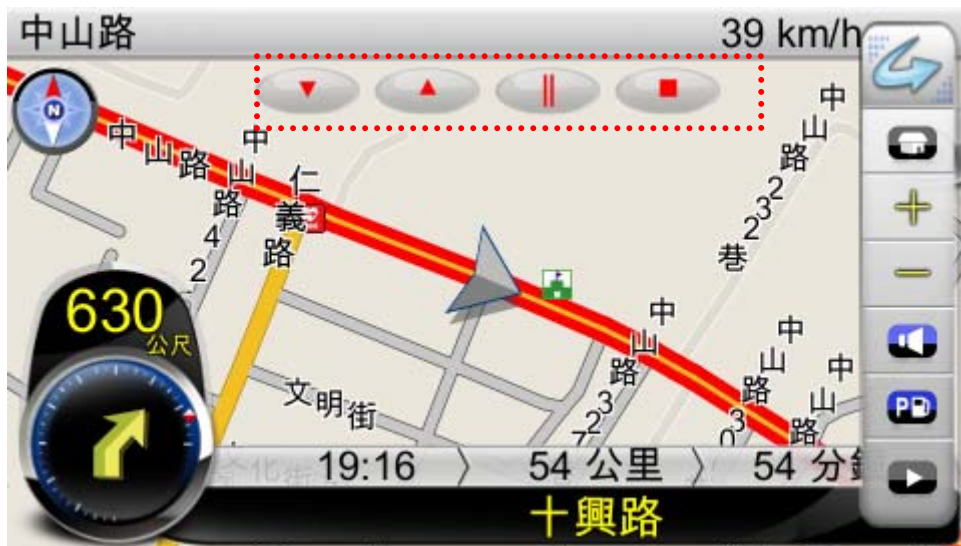 中山路
39 km/h
N
中山路
中山路42
仁義路
中山路232巷
630
公尺
文明街
中山路723
中山路
中山路03
19:16 〉 54 公里 〉 54 分
十興路
P